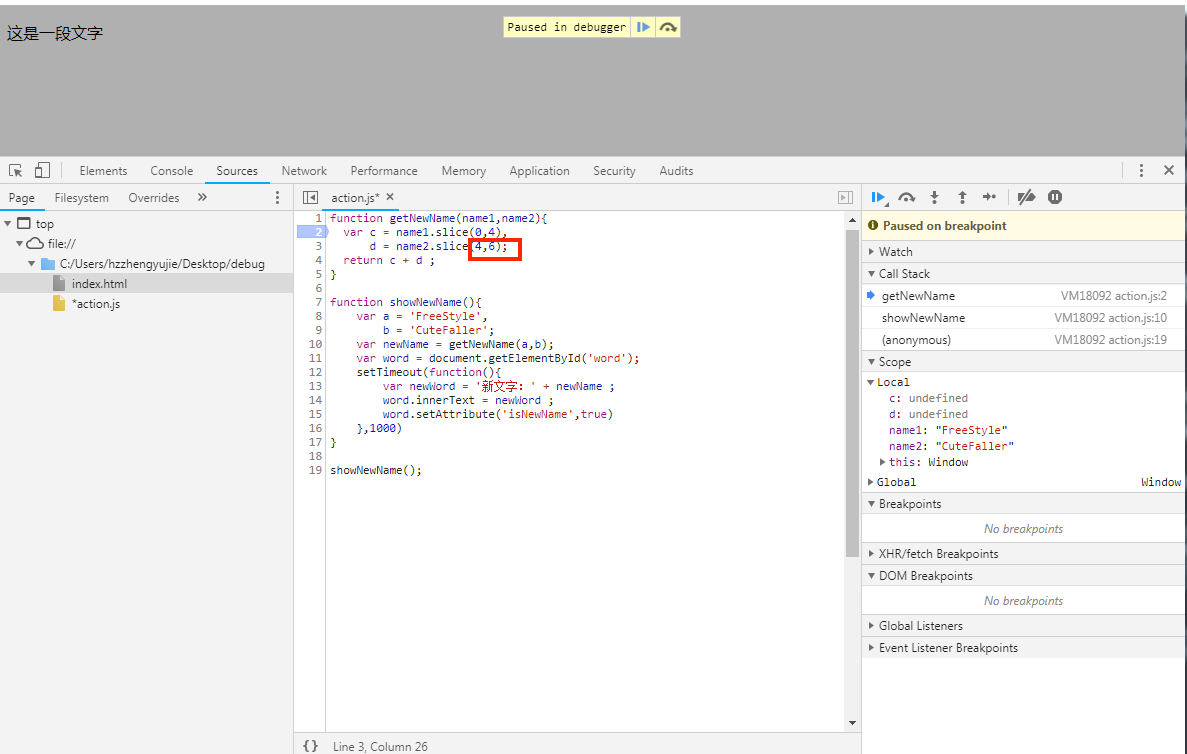 这是一段文字
Paused in debugger
Elements Console Sources Network Performance Memory Application Security Audits
Page Filesystem Overrides »
action.js* ×
top
file://
C:/Users/hzzhengyujie/Desktop/debug
index.html
*action.js
1 function getNewName(name1,name2){
2 var c = name1.slice(0,4),
3 d = name2.slice(4,6);
4 return c + d ;
5 }
6
7 function showNewName(){
8 var a = 'FreeStyle',
9 b = 'CuteFaller';
10 var newName = getNewName(a,b);
11 var word = document.getElementById('word');
12 setTimeout(function(){
13 var newWord = '新文字：' + newName ;
14 word.innerText = newWord ;
15 word.setAttribute('isNewName',true)
16 },1000)
17 }
18
19 showNewName();
{} Line 3, Column 26
Paused on breakpoint
Watch
Call Stack
getNewName VM18092 action.js:2
showNewName VM18092 action.js:10
(anonymous) VM18092 action.js:19
Scope
Local
c: undefined
d: undefined
name1: "FreeStyle"
name2: "CuteFaller"
this: Window
Global Window
Breakpoints
No breakpoints
XHR/fetch Breakpoints
DOM Breakpoints
No breakpoints
Global Listeners
Event Listener Breakpoints